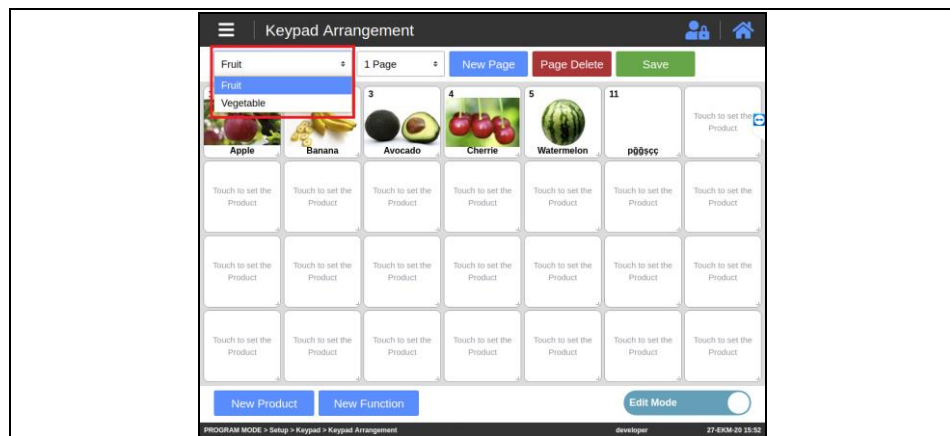 Keypad Arrangement
Fruit
1 Page
New Page
Page Delete
Save
Fruit
Vegetable
3
4
5
11
Touch to set the
Product
Apple
Banana
Avocado
Cherrie
Watermelon
Touch to set the
Product
Touch to set the
Product
Touch to set the
Product
Touch to set the
Product
Touch to set the
Product
Touch to set the
Product
Touch to set the
Product
Touch to set the
Product
Touch to set the
Product
Touch to set the
Product
Touch to set the
Product
Touch to set the
Product
Touch to set the
Product
Touch to set the
Product
Touch to set the
Product
Touch to set the
Product
Touch to set the
Product
Touch to set the
Product
Touch to set the
Product
Touch to set the
Product
Touch to set the
Product
New Product
New Function
Edit Mode
PROGRAM MODE > Setup > Keypad > Keypad Arrangement
developer
27-EKM-20 15:52